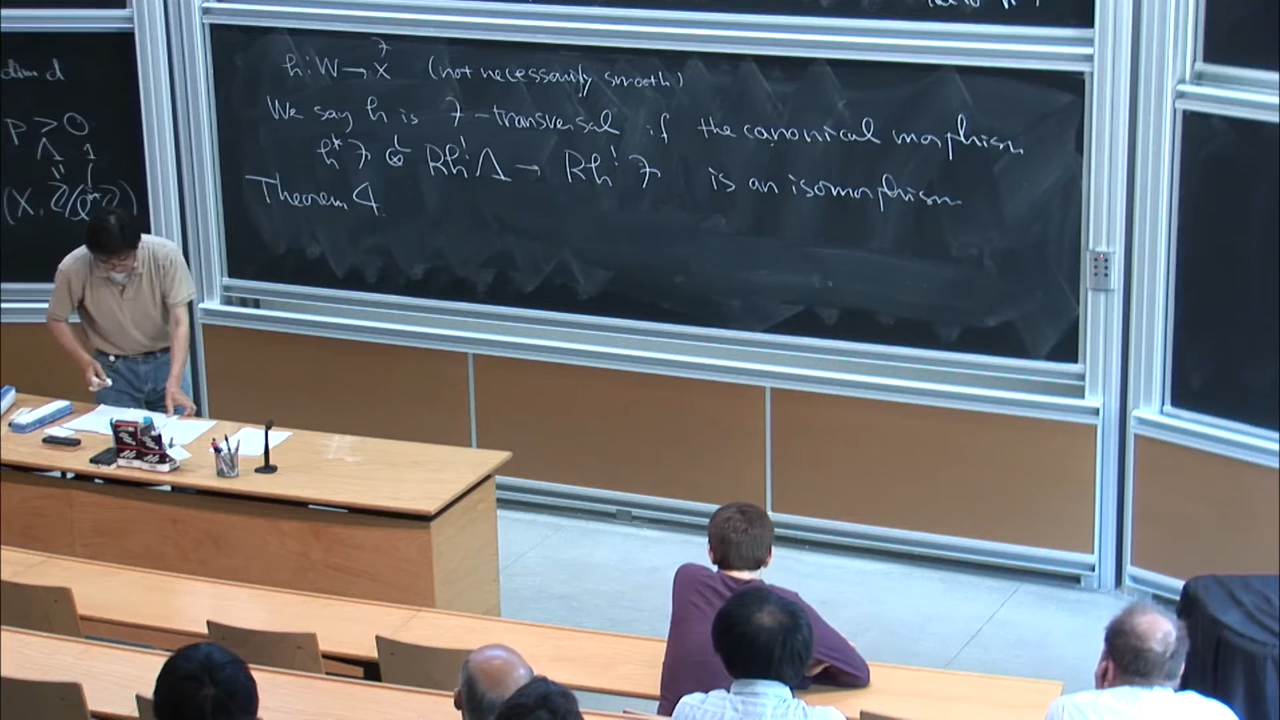 dim d
p > 0
Λ
(X, Z/
h: W → X (not necessarily smooth)
We say h is F-transversal if the canonical morphism
h*F ⊗^L Rh^!Λ → Rh^!F is an isomorphism
Theorem 4.